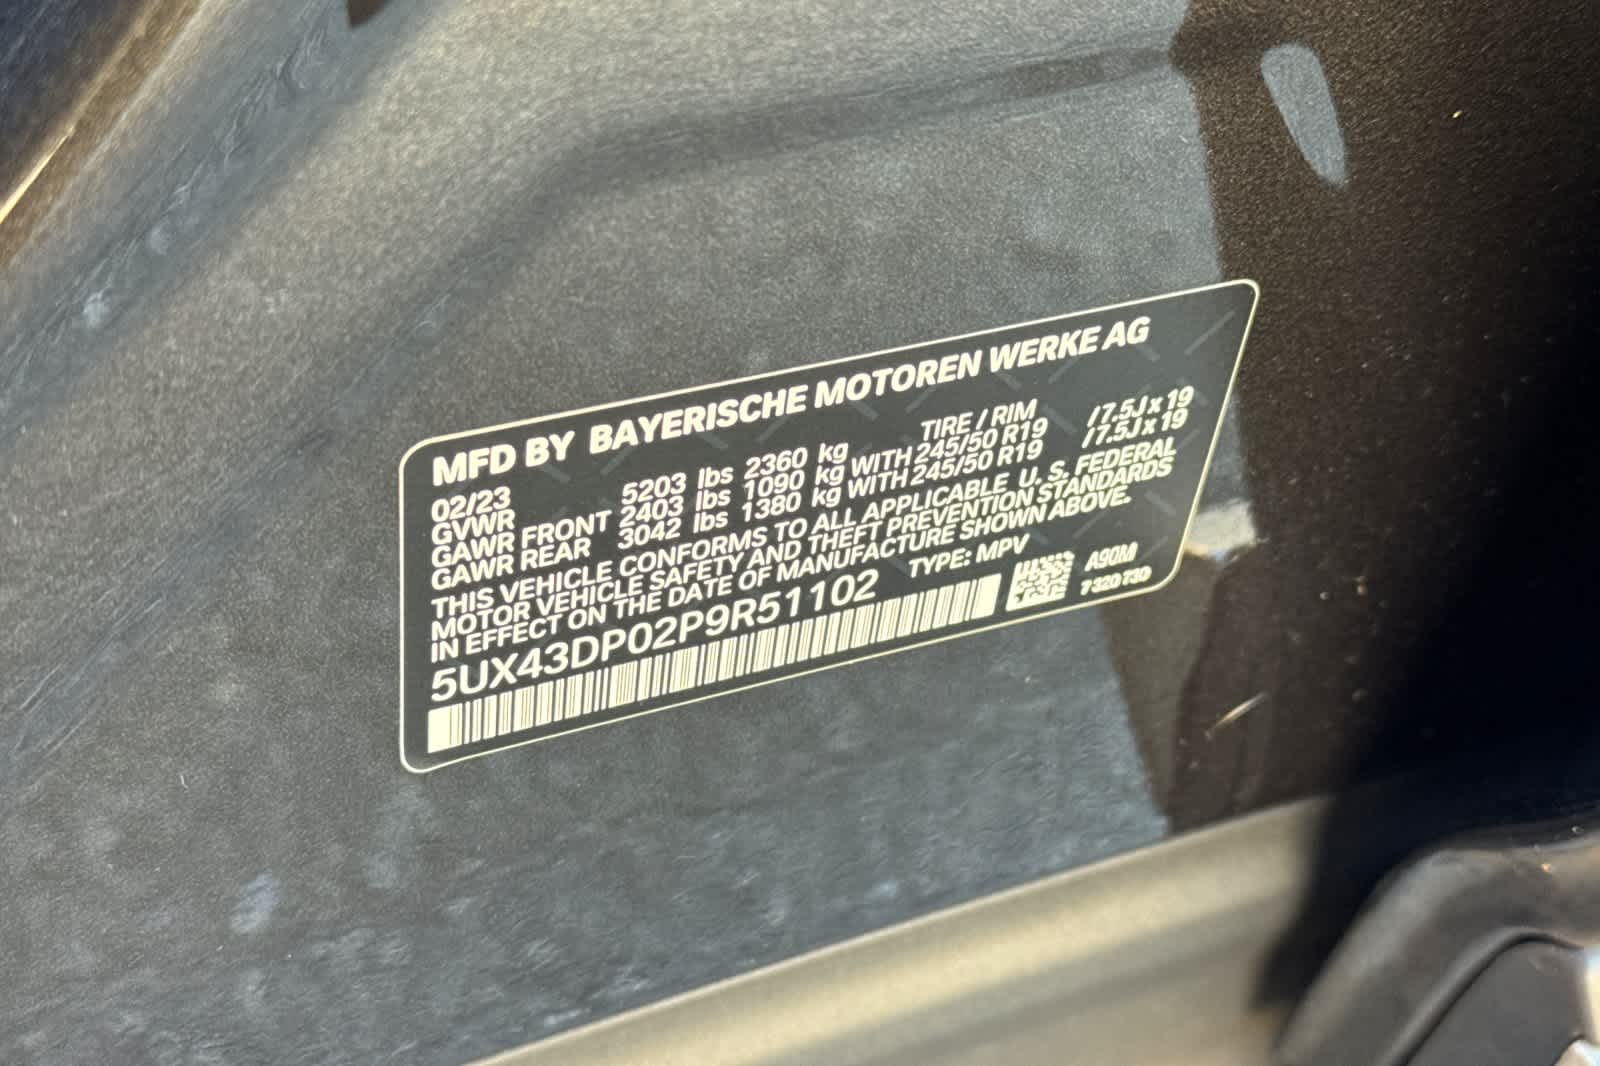 MFD BY BAYERISCHE MOTOREN WERKE AG
02/23 TIRE / RIM
GVWR 5203 lbs 2360 kg
GAWR FRONT 2403 lbs 1090 kg WITH 245/50 R19 /7.5J x 19
GAWR REAR 3042 lbs 1380 kg WITH 245/50 R19 /7.5J x 19
THIS VEHICLE CONFORMS TO ALL APPLICABLE U. S. FEDERAL
MOTOR VEHICLE SAFETY AND THEFT PREVENTION STANDARDS
IN EFFECT ON THE DATE OF MANUFACTURE SHOWN ABOVE.
5UX43DP02P9R51102 TYPE: MPV
A90M
7 320 730